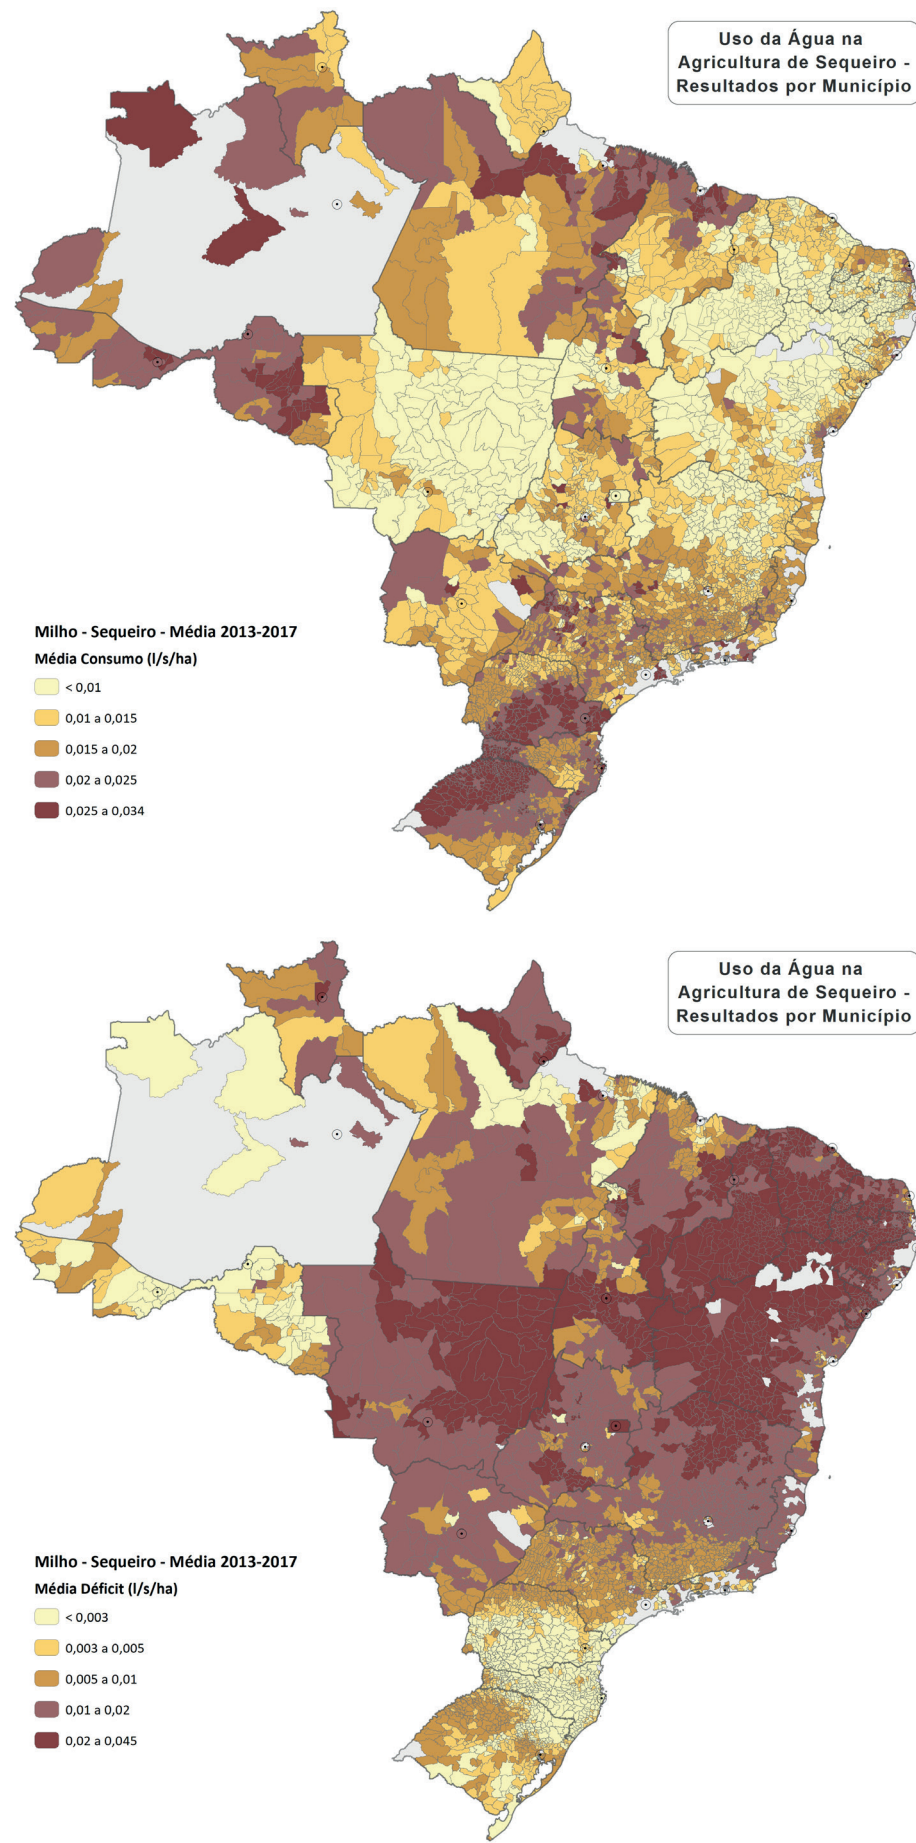 Uso da Água na
Agricultura de Sequeiro -
Resultados por Município
Milho - Sequeiro - Média 2013-2017
Média Consumo (l/s/ha)
< 0,01
0,01 a 0,015
0,015 a 0,02
0,02 a 0,025
0,025 a 0,034
Uso da Água na
Agricultura de Sequeiro -
Resultados por Município
Milho - Sequeiro - Média 2013-2017
Média Déficit (l/s/ha)
< 0,003
0,003 a 0,005
0,005 a 0,01
0,01 a 0,02
0,02 a 0,045